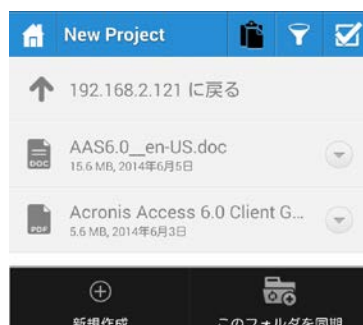 New Project
192.168.2.121 に戻る
AAS6.0__en-US.doc
15.6 MB, 2014年6月5日
DOC
Acronis Access 6.0 Client G...
5.6 MB, 2014年6月3日
PDF
新規作成
このフォルダを同期